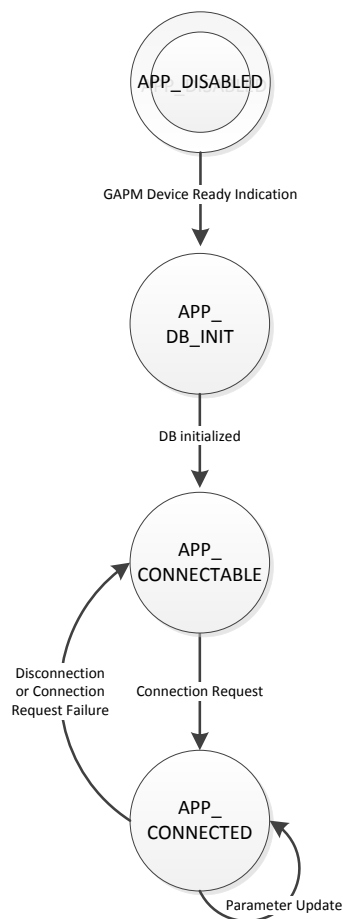 APP_DISABLED
GAPM Device Ready Indication
APP_
DB_INIT
DB initialized
APP_
CONNECTABLE
Disconnection
or Connection
Request Failure
Connection Request
APP_
CONNECTED
Parameter Update